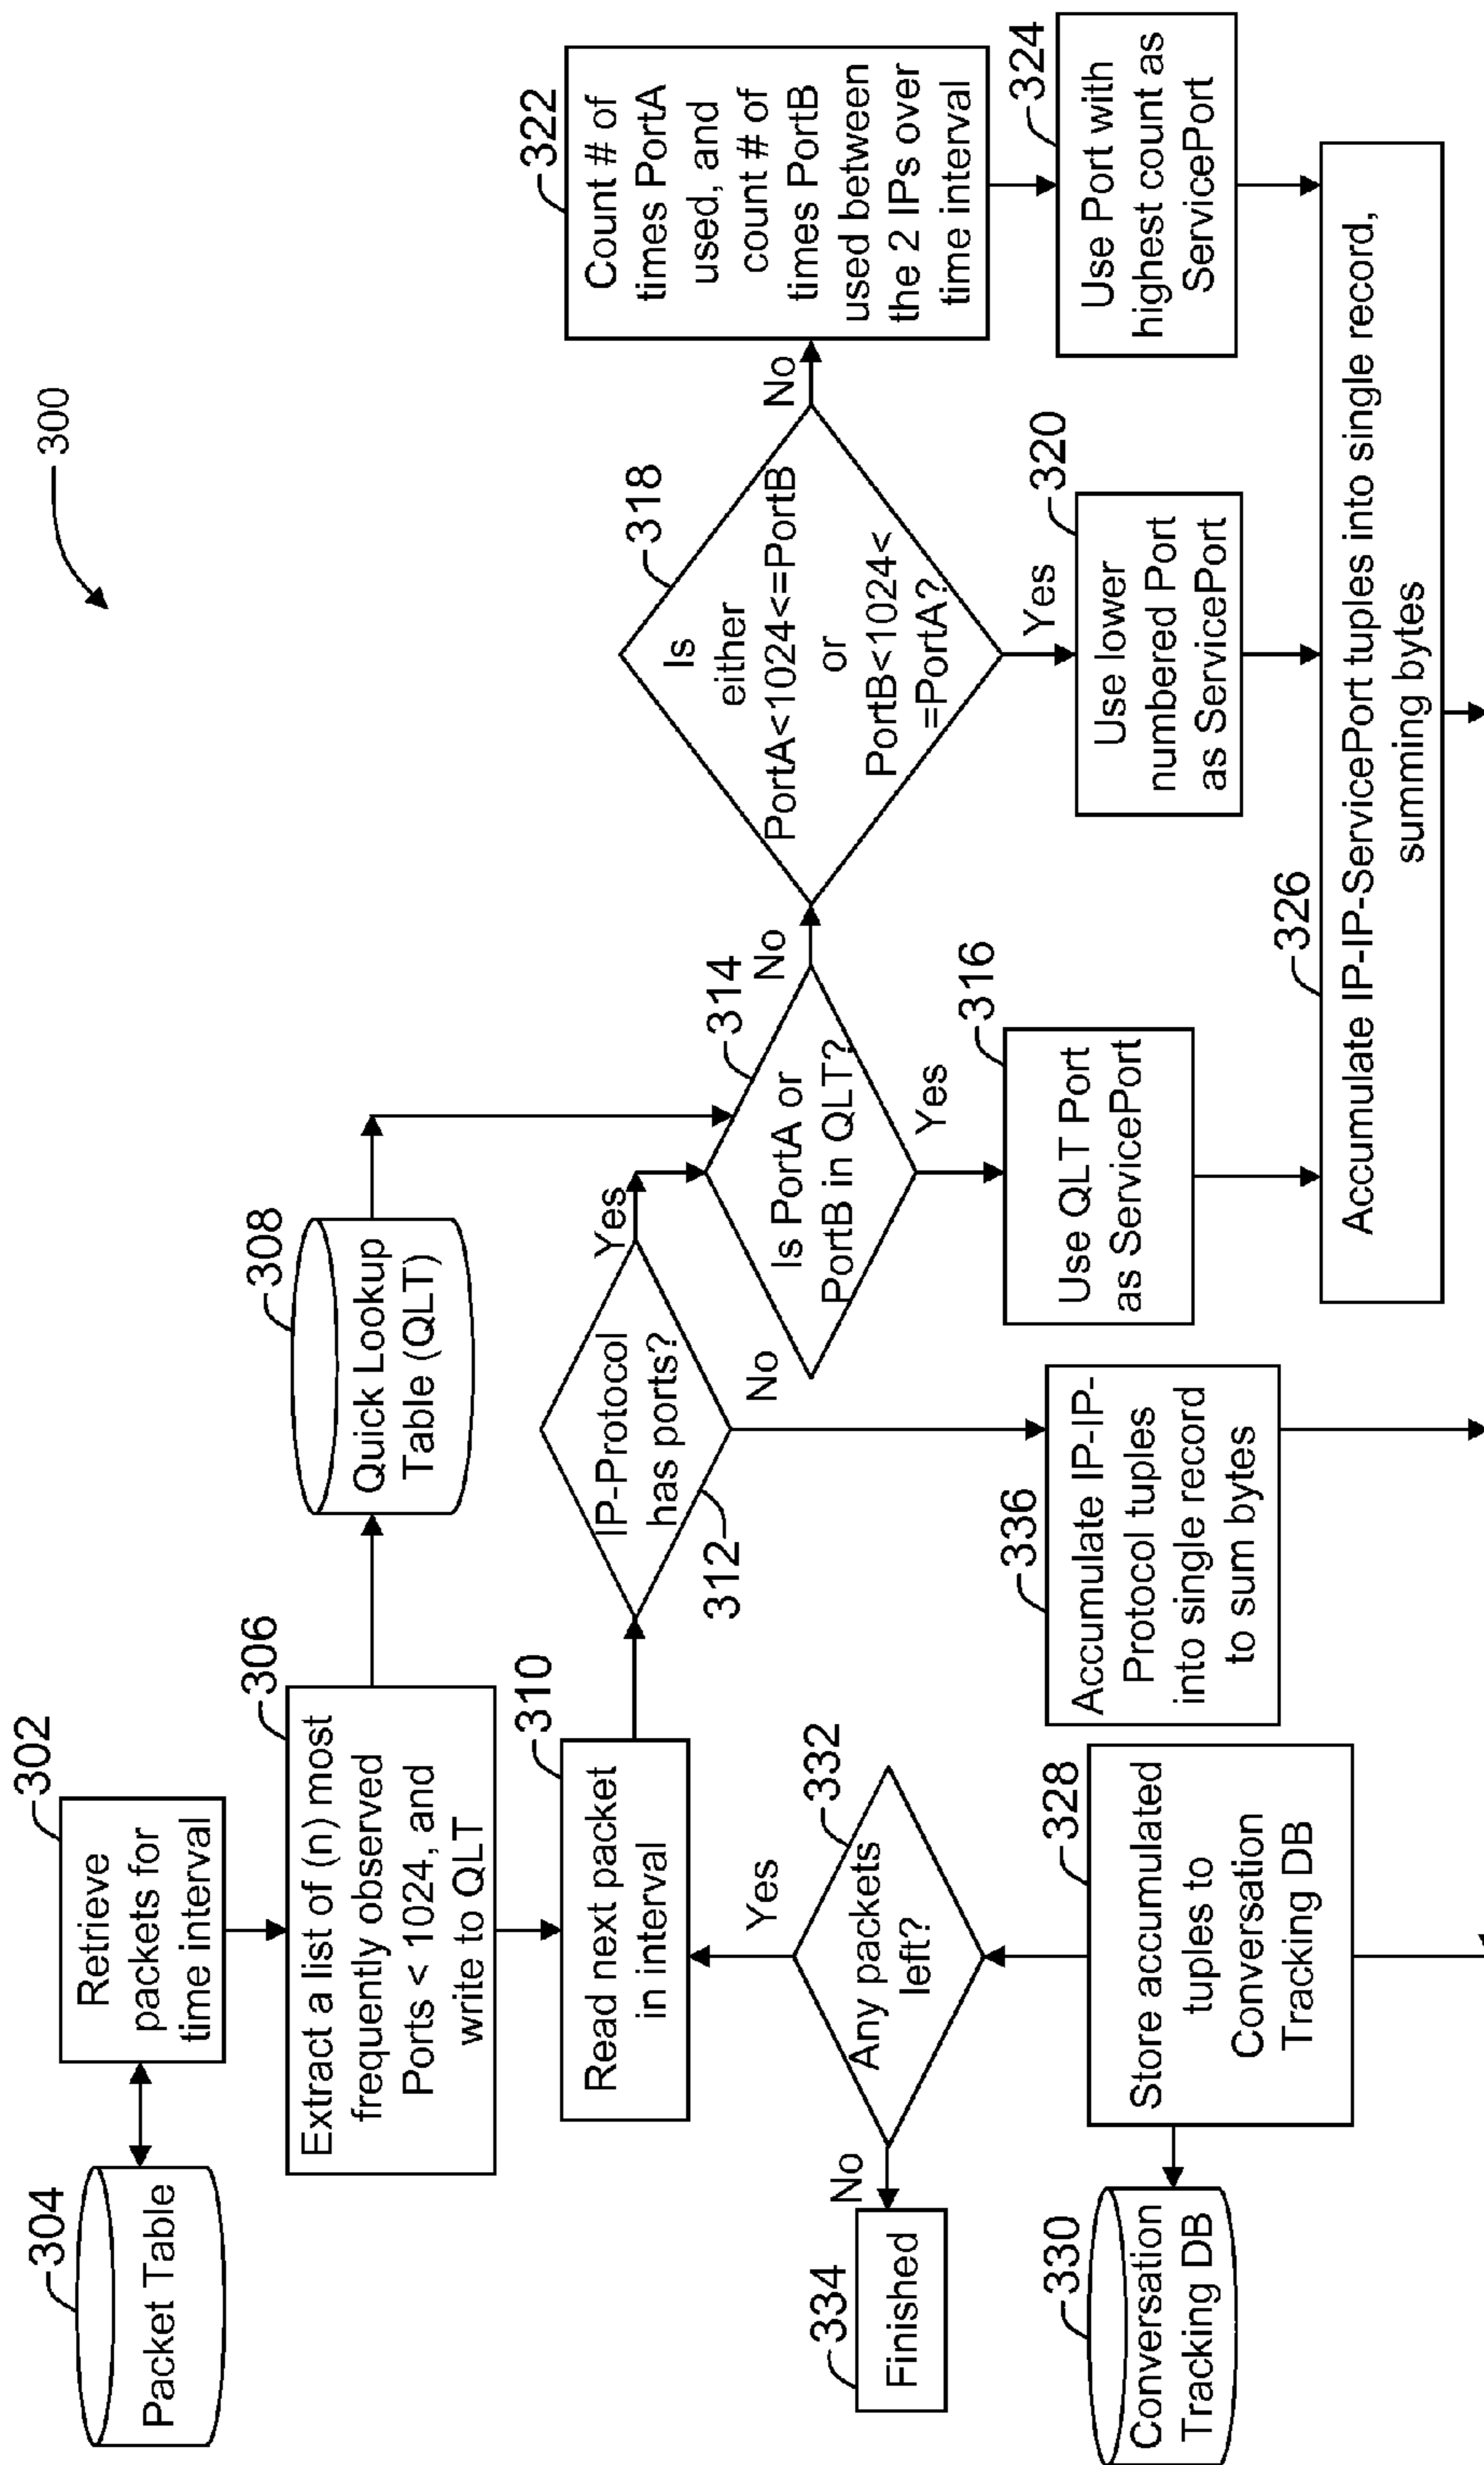 300
302
Retrieve
packets for
time interval
304
Packet Table
306
Extract a list of (n) most
frequently observed
Ports < 1024, and
write to QLT
308
Quick Lookup
Table (QLT)
310
Read next packet
in interval
312
IP-Protocol
has ports?
Yes
No
314
Is PortA or
PortB in QLT?
No
Yes
316
Use QLT Port
as ServicePort
318
Is
either
PortA<1024<=PortB
or
PortB<1024<
=PortA?
No
Yes
320
Use lower
numbered Port
as ServicePort
322
Count # of
times PortA
used, and
count # of
times PortB
used between
the 2 IPs over
time interval
324
Use Port with
highest count as
ServicePort
326
Accumulate IP-IP-ServicePort tuples into single record,
summing bytes
336
Accumulate IP-IP-
Protocol tuples
into single record
to sum bytes
328
Store accumulated
tuples to
Conversation
Tracking DB
330
Conversation
Tracking DB
332
Any packets
left?
Yes
No
334
Finished